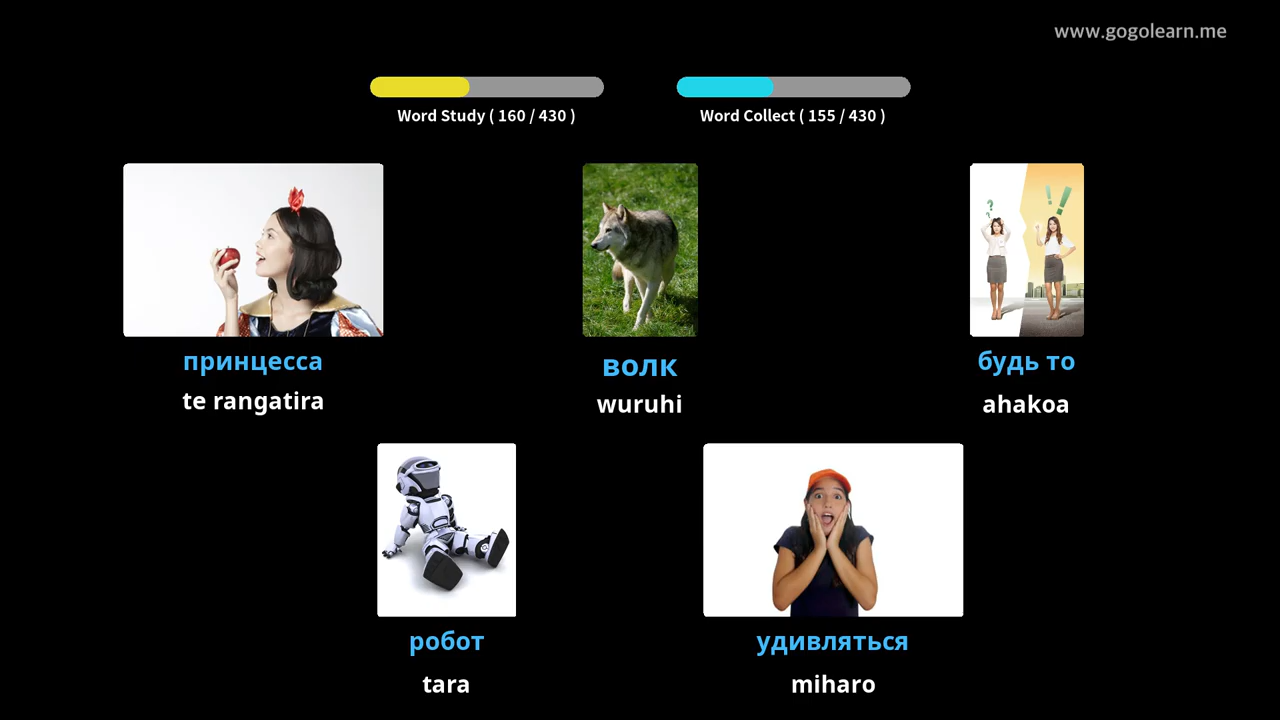 www.gogolearn.me
Word Study ( 160 / 430 )
Word Collect ( 155 / 430 )
принцесса
te rangatira
волк
wuruhi
будь то
ahakoa
робот
tara
удивляться
miharo